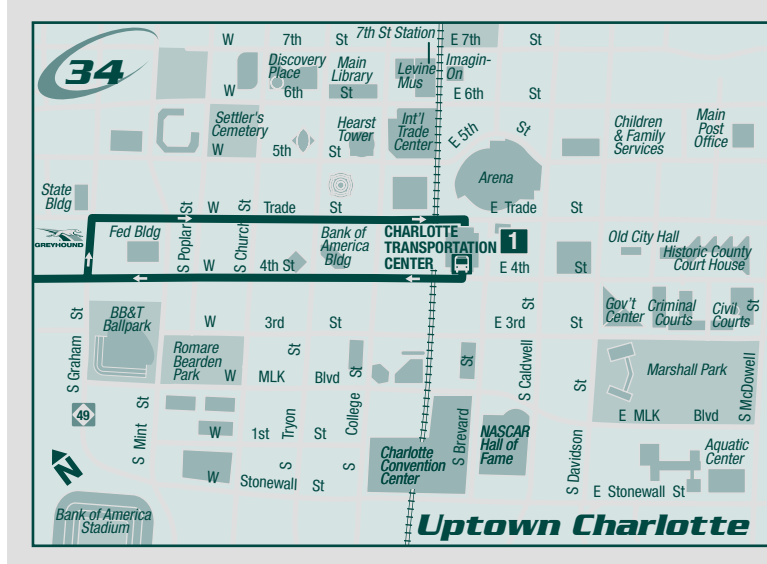 34
W 7th St
7th St Station
E 7th St
Discovery
Place
Main
Library
Levine
Mus
Imagin-
On
W 6th St
E 6th St
Settler's
Cemetery
Hearst
Tower
Int'l
Trade
Center
E 5th St
Children
& Family
Services
Main
Post
Office
W 5th St
Arena
State
Bldg
S Poplar St
W Trade St
S Church St
E Trade St
GREYHOUND
Fed Bldg
Bank of
America
Bldg
CHARLOTTE
TRANSPORTATION
CENTER
1
Old City Hall
Historic County
Court House
W 4th St
E 4th St
S Graham St
BB&T
Ballpark
W 3rd St
E 3rd St
S Caldwell St
Gov't
Center
Criminal
Courts
Civil
Courts
S McDowell St
Romare
Bearden
Park
W MLK Blvd
S Tryon St
S College St
S Brevard St
Marshall Park
49
S Mint St
W 1st St
NASCAR
Hall of
Fame
S Davidson St
E MLK Blvd
N
Charlotte
Convention
Center
Aquatic
Center
W Stonewall St
E Stonewall St
Bank of America
Stadium
Uptown Charlotte